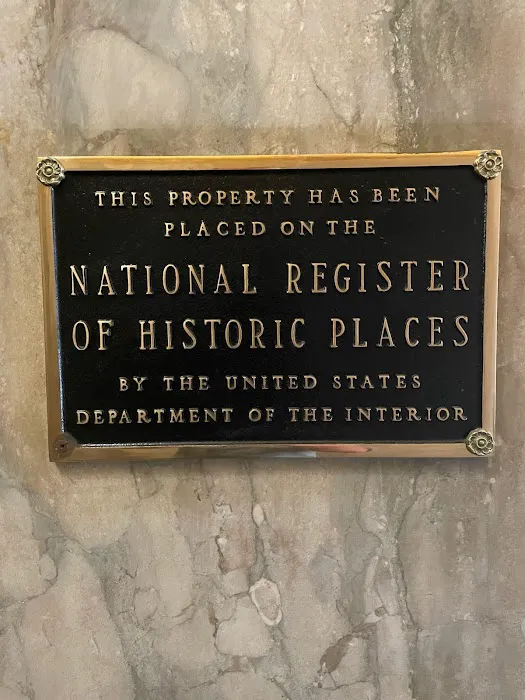 THIS PROPERTY HAS BEEN
PLACED ON THE
NATIONAL REGISTER
OF HISTORIC PLACES
BY THE UNITED STATES
DEPARTMENT OF THE INTERIOR